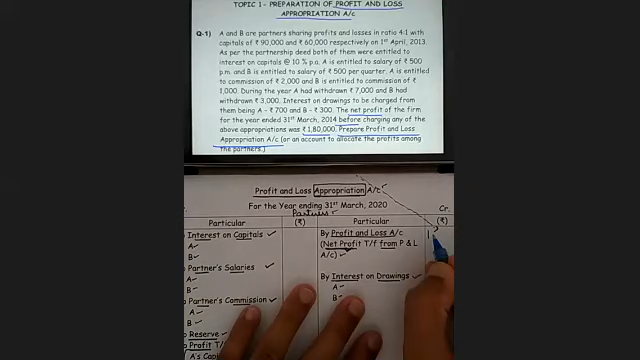 TOPIC 1- PREPARATION OF PROFIT AND LOSS
APPROPRIATION A/c
Q-1) A and B are partners sharing profits and losses in ratio 4:1 with
capitals of ₹ 90,000 and ₹ 60,000 respectively on 1st April, 2013.
As per the partnership deed both of them were entitled to
interest on capitals @ 10 % p.a. A is entitled to salary of ₹ 500
p.m. and B is entitled to salary of ₹ 500 per quarter. A is entitled
to commission of ₹ 2,000 and B is entitled to commission of ₹
1,000. During the year A had withdrawn ₹ 7,000 and B had
withdrawn ₹ 3,000. Interest on drawings to be charged from
them being A - ₹ 700 and B - ₹ 300. The net profit of the firm
for the year ended 31st March, 2014 before charging any of the
above appropriations was ₹ 1,80,000. Prepare Profit and Loss
Appropriation A/c (or an account to allocate the profits among
the partners.)
Profit and Loss Appropriation A/c
For the Year ending 31st March, 2020
Cr.
Partners
Particular (₹) Particular (₹)
Interest on Capitals
A-
B-
Partner's Salaries
A-
B-
Partner's Commission
A-
B-
Reserve
Profit T/
A's Capi
By Profit and Loss A/c
(Net Profit T/f from P & L
A/c)
By Interest on Drawings
A-
B-